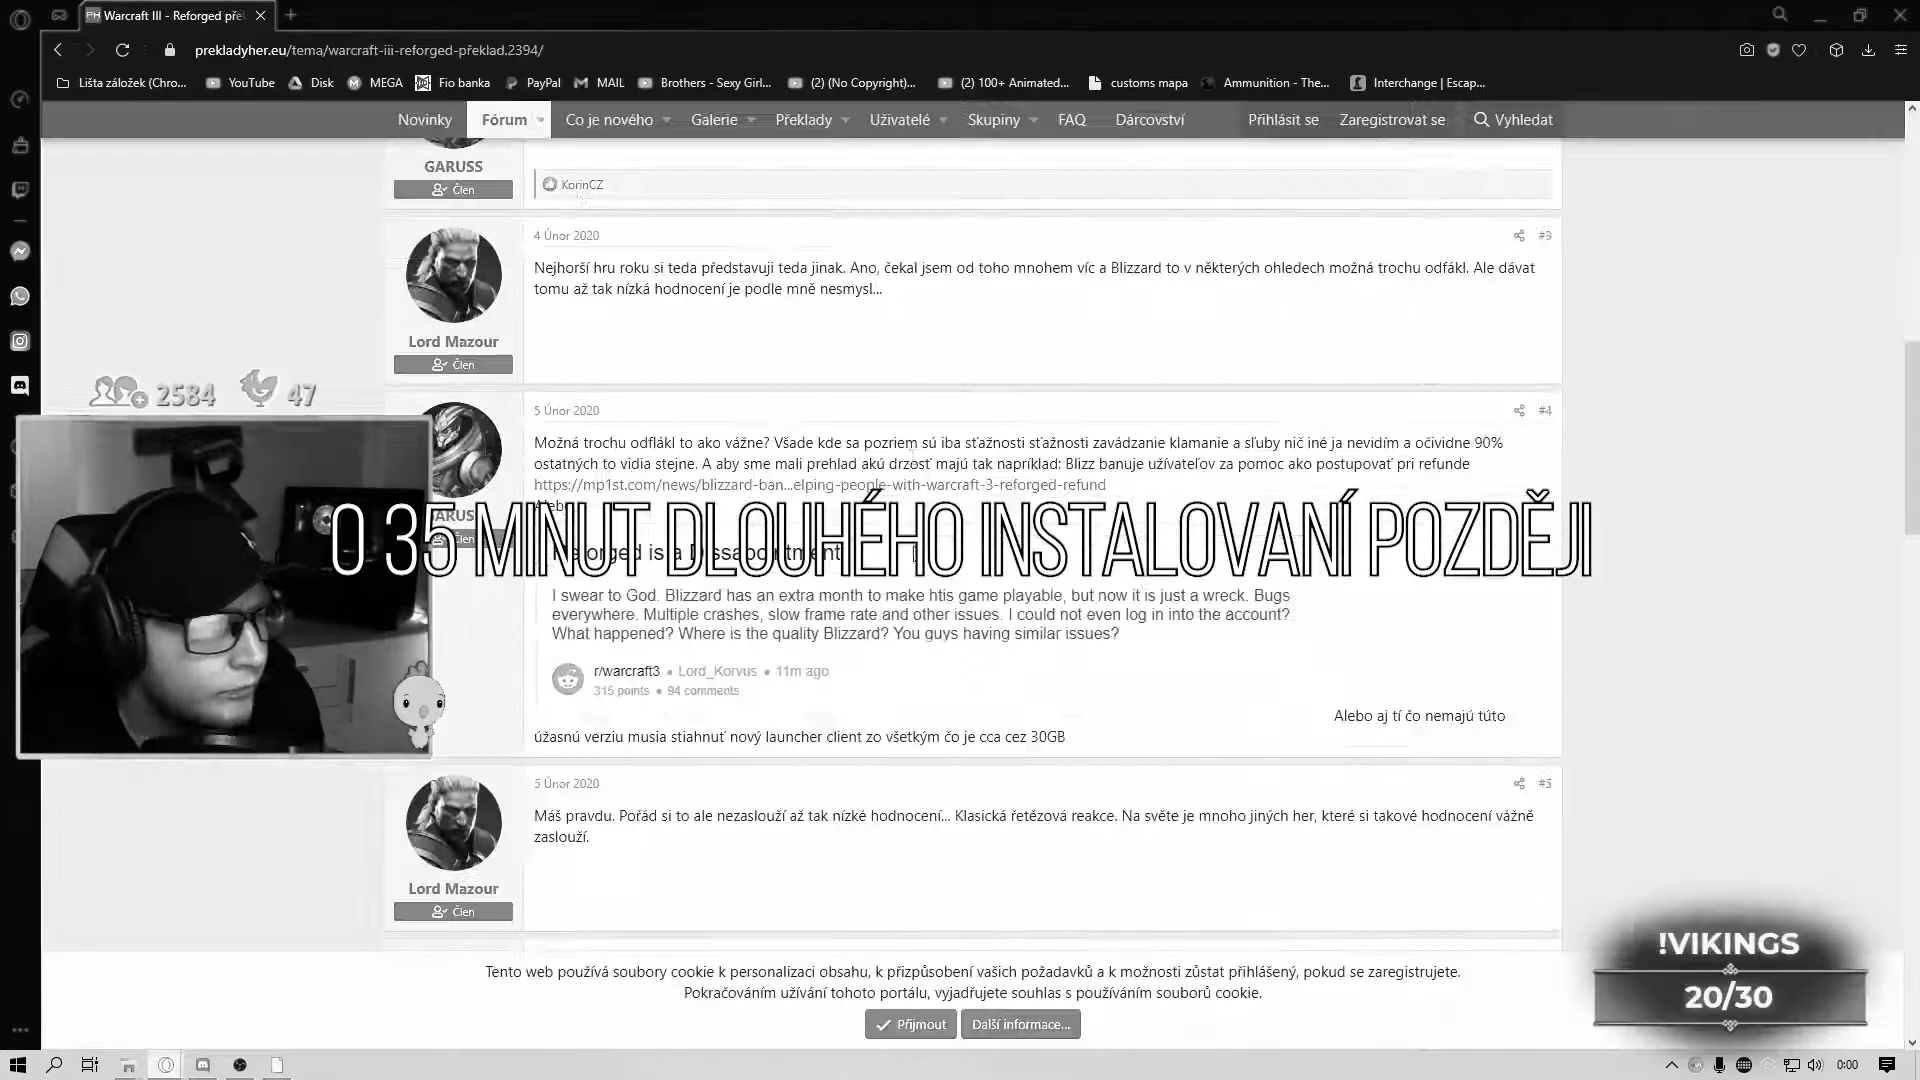 Warcraft III - Reforged pře
prekladyher.eu/tema/warcraft-iii-reforged-překlad.2394/
Lišta záložek (Chro... YouTube Disk MEGA Fio banka PayPal MAIL Brothers - Sexy Girl... (2) (No Copyright)... (2) 100+ Animated... customs mapa Ammunition - The... Interchange | Escap...
Novinky Fórum Co je nového Galerie Překlady Uživatelé Skupiny FAQ Dárcovství Přihlásit se Zaregistrovat se Vyhledat
GARUSS
Člen
KorinCZ
4 Únor 2020 #3
Nejhorší hru roku si teda představuji teda jinak. Ano, čekal jsem od toho mnohem víc a Blizzard to v některých ohledech možná trochu odfákl. Ale dávat
tomu až tak nízká hodnocení je podle mně nesmysl...
Lord Mazour
Člen
2584 47
5 Únor 2020 #4
Možná trochu odflákl to ako vážne? Všade kde sa pozriem sú iba sťažnosti sťažnosti zavádzanie klamanie a sľuby nič iné ja nevidím a očividne 90%
ostatných to vidia stejne. A aby sme mali prehlad akú drzosť majú tak napríklad: Blizz banuje užívateľov za pomoc ako postupovať pri refunde
https://mp1st.com/news/blizzard-ban...elping-people-with-warcraft-3-reforged-refund
O 35 MINUT DLOUHÉHO INSTALOVANÍ POZDĚJI
I swear to God. Blizzard has an extra month to make htis game playable, but now it is just a wreck. Bugs
everywhere. Multiple crashes, slow frame rate and other issues. I could not even log in into the account?
What happened? Where is the quality Blizzard? You guys having similar issues?
r/warcraft3 • Lord_Korvus • 11m ago
315 points • 94 comments
Alebo aj tí čo nemajú túto
úžasnú verziu musia stiahnuť nový launcher client zo všetkým čo je cca cez 30GB
5 Únor 2020 #5
Máš pravdu. Pořád si to ale nezaslouží až tak nízké hodnocení... Klasická řetězová reakce. Na světe je mnoho jiných her, které si takové hodnocení vážně
zaslouží.
Lord Mazour
Člen
!VIKINGS
20/30
Tento web používá soubory cookie k personalizaci obsahu, k přizpůsobení vašich požadavků a k možnosti zůstat přihlášený, pokud se zaregistrujete.
Pokračováním užívání tohoto portálu, vyjadřujete souhlas s používáním souborů cookie.
Přijmout Další informace...
0:00